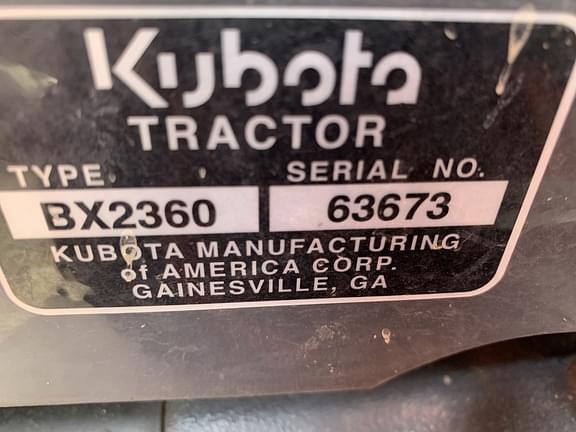 Kubota
TRACTOR
TYPE SERIAL NO.
BX2360 63673
KUBOTA MANUFACTURING
of AMERICA CORP.
GAINESVILLE, GA